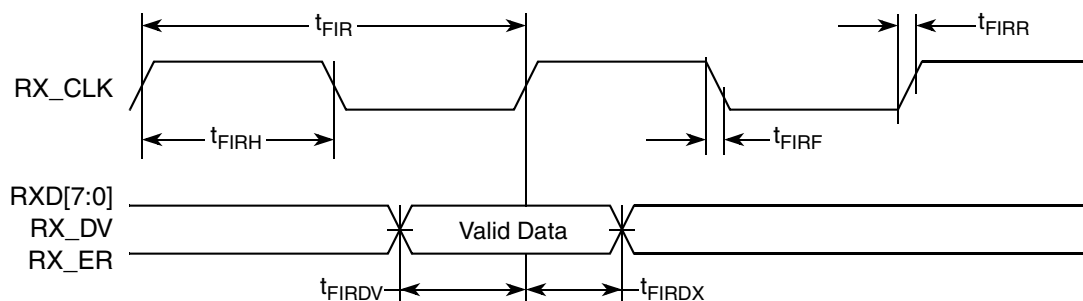 tFIR
tFIRR
RX_CLK
tFIRH
tFIRF
RXD[7:0]
RX_DV
Valid Data
RX_ER
tFIRDV
tFIRDX